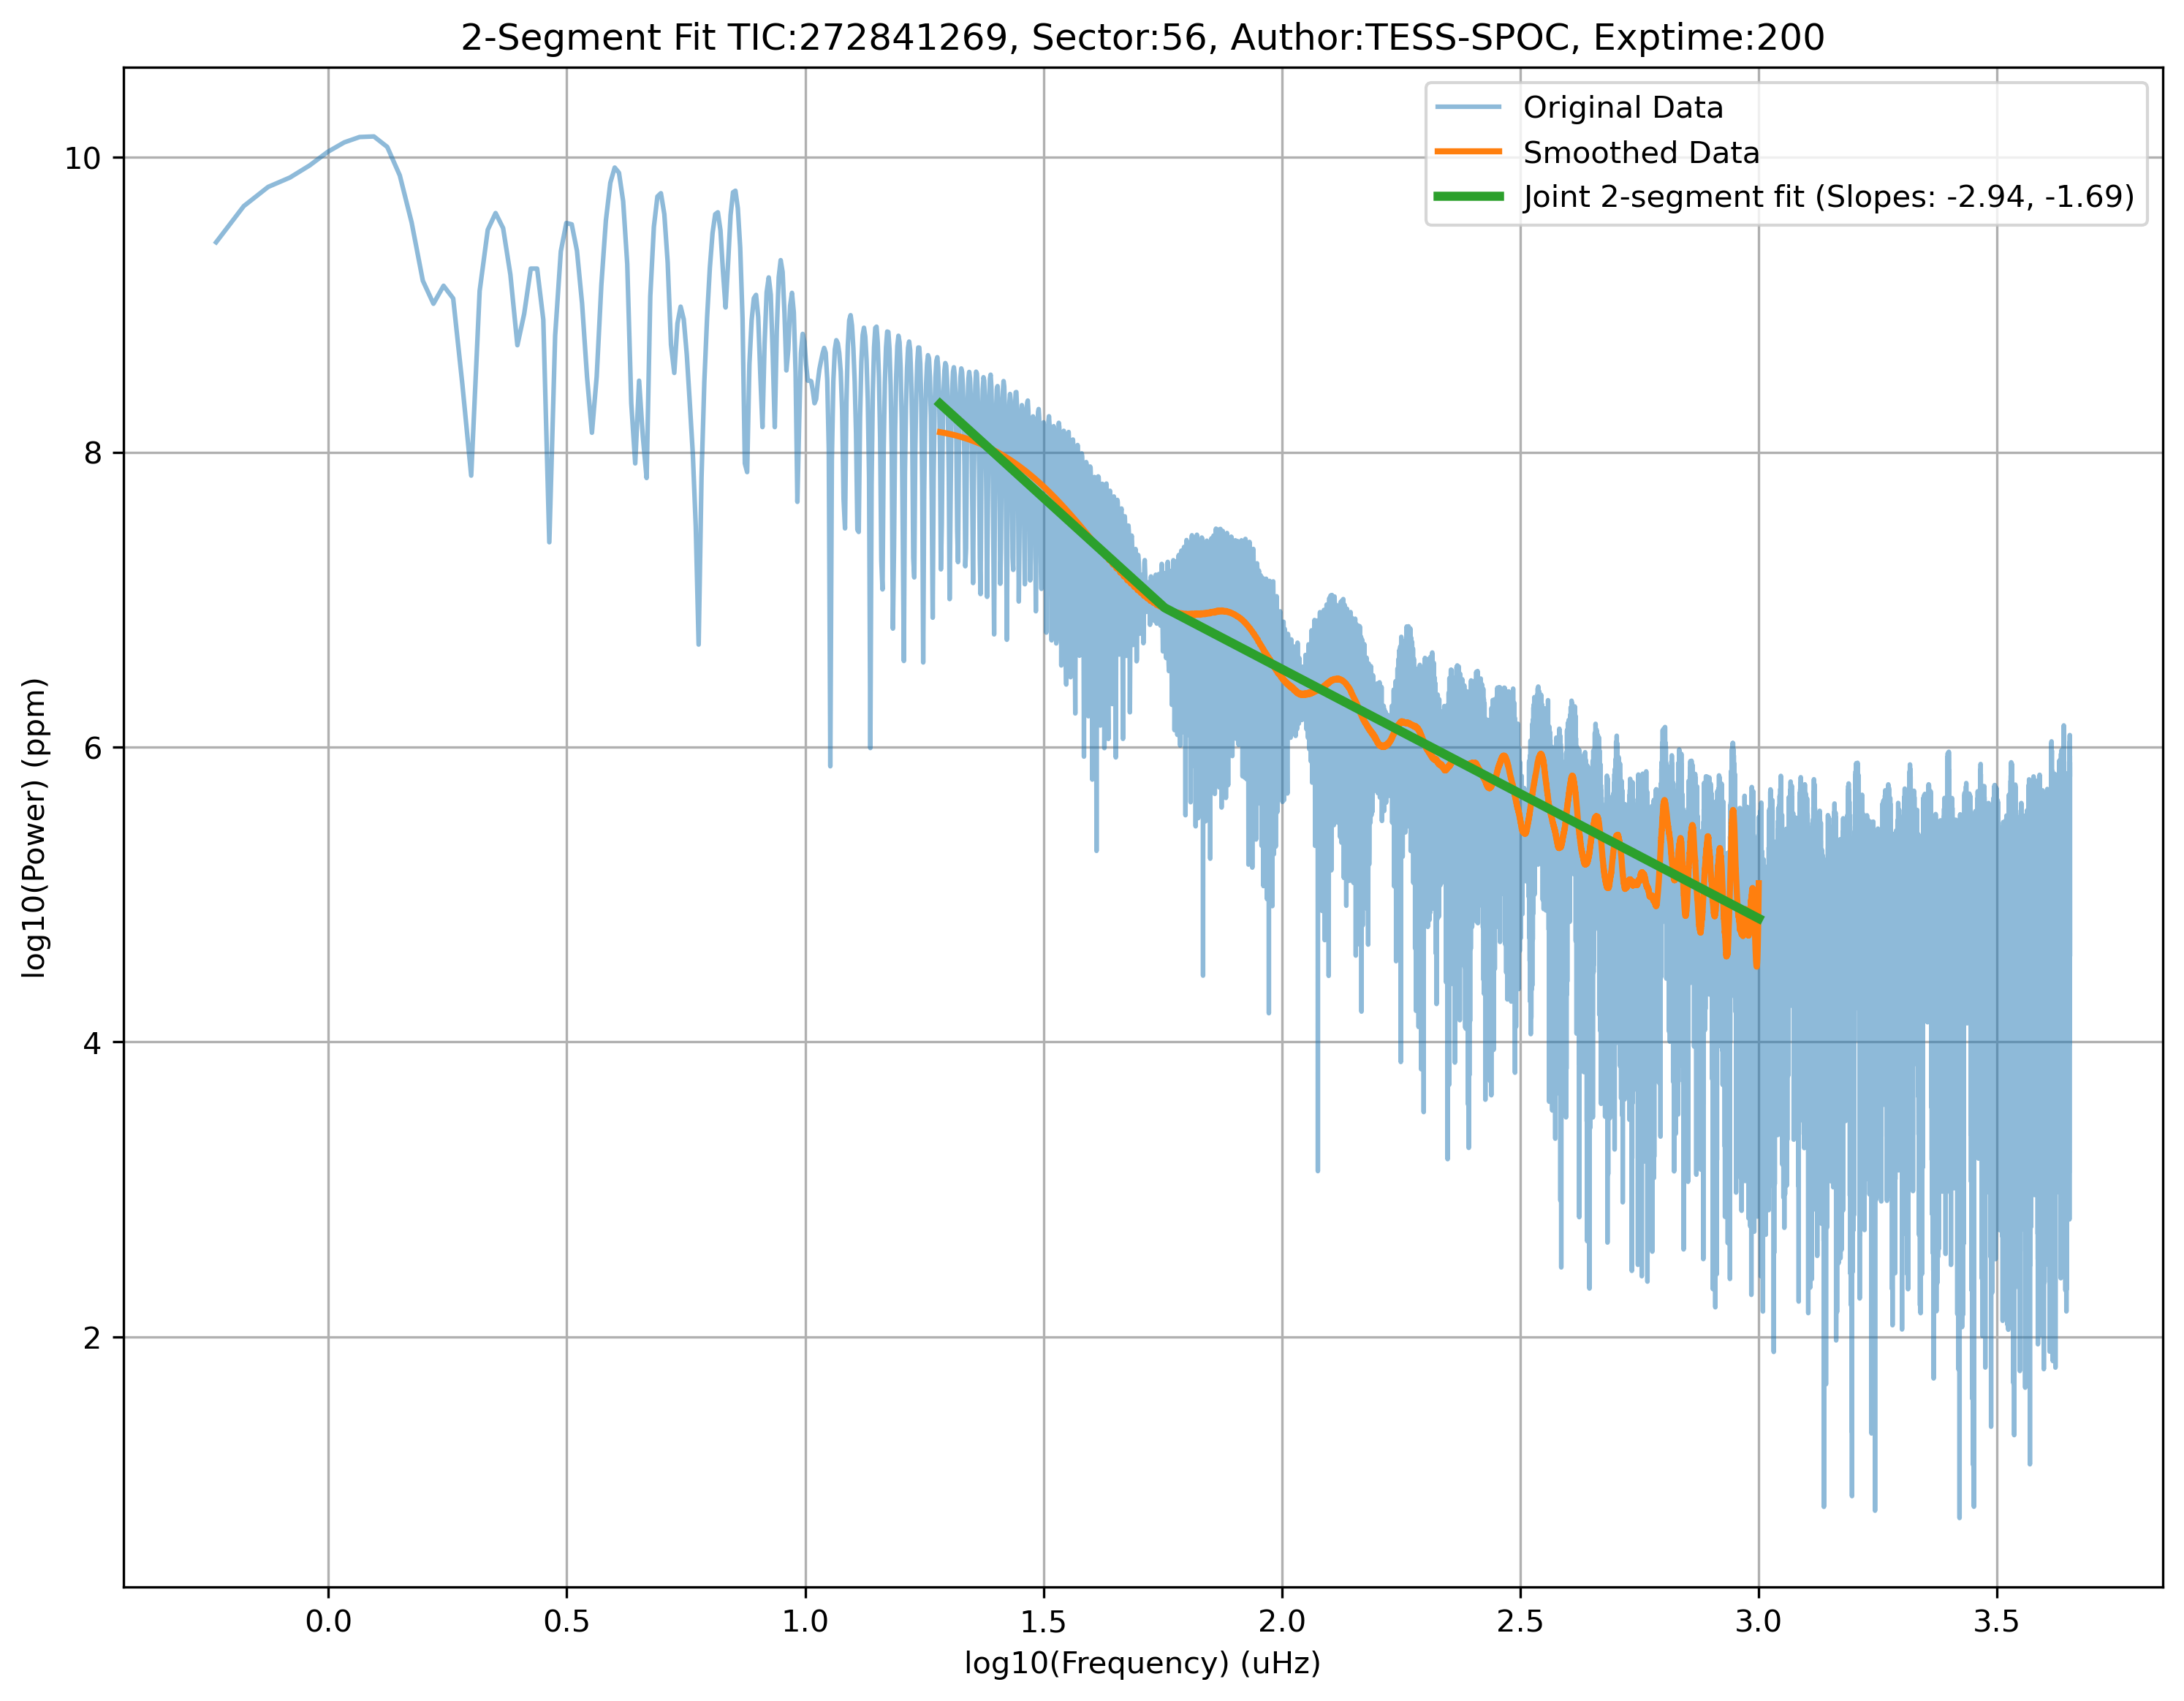 2-Segment Fit TIC:272841269, Sector:56, Author:TESS-SPOC, Exptime:200
Original Data
Smoothed Data
Joint 2-segment fit (Slopes: -2.94, -1.69)
10
8
6
4
2
log10(Power) (ppm)
0.0 0.5 1.0 1.5 2.0 2.5 3.0 3.5
log10(Frequency) (uHz)